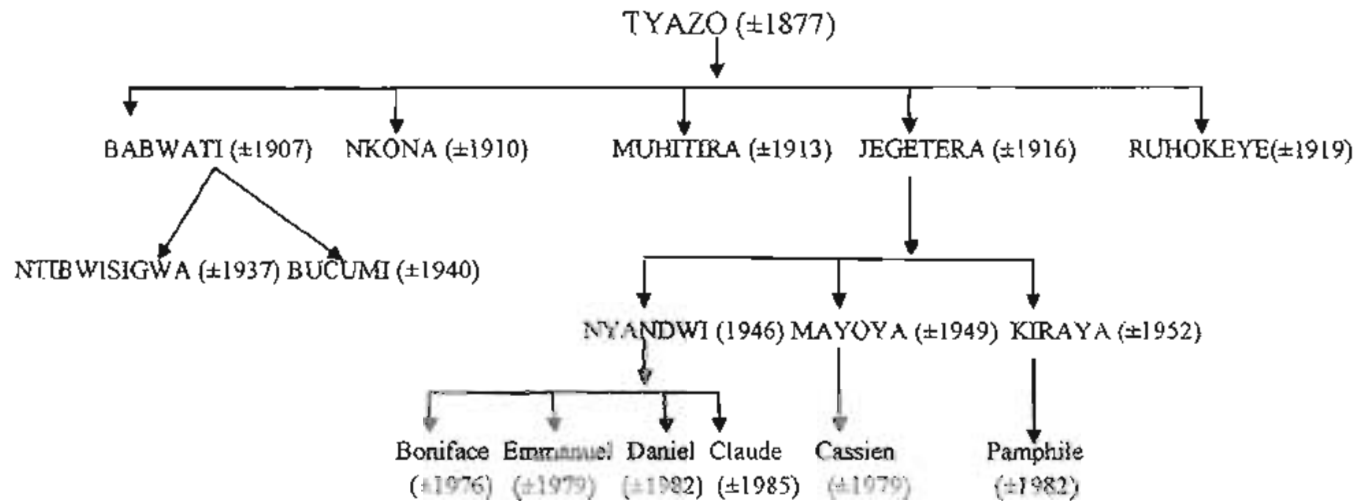 TYAZO (±1877)
BABWATI (±1907) NKONA (±1910) MUHITIRA (±1913) JEGETERA (±1916) RUHOKEYE(±1919)
NTIBWISIGWA (±1937) BUCUMI (±1940)
NYANDWI (1946) MAYOYA (±1949) KIRAYA (±1952)
Boniface Emmanuel Daniel Claude Cassien Pamphile
(±1976) (±1979) (±1982) (±1985) (±1979) (±1982)